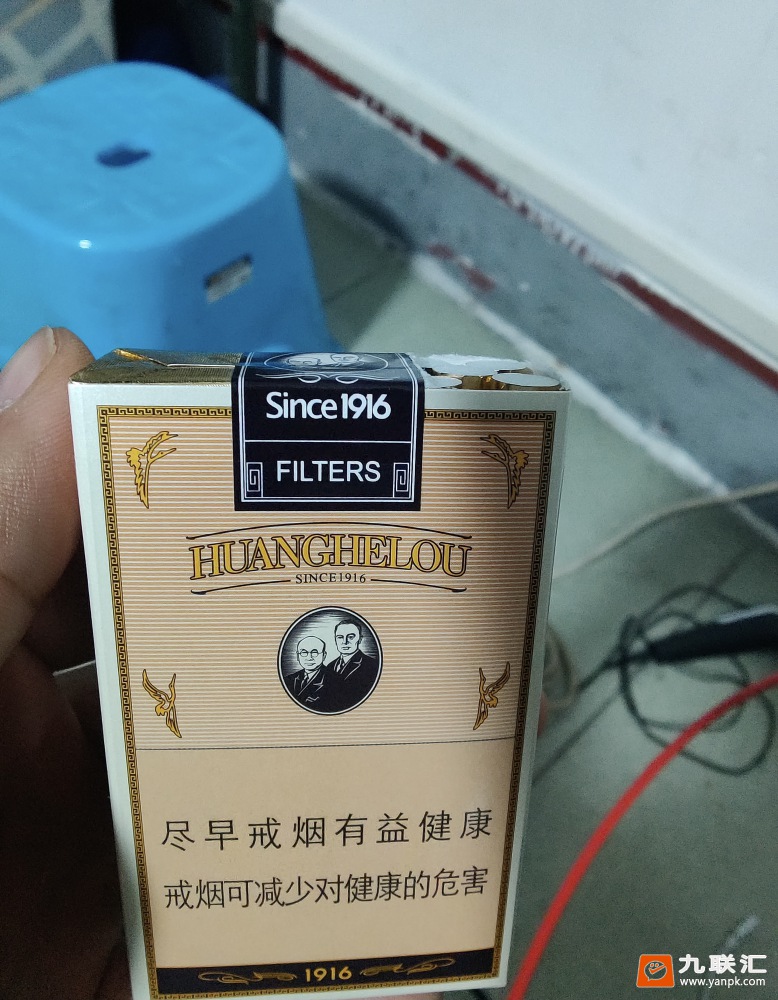 Since1916
FILTERS
HUANGHELOU
SINCE1916
尽早戒烟有益健康
戒烟可减少对健康的危害
1916
九联汇
www.yanpk.com